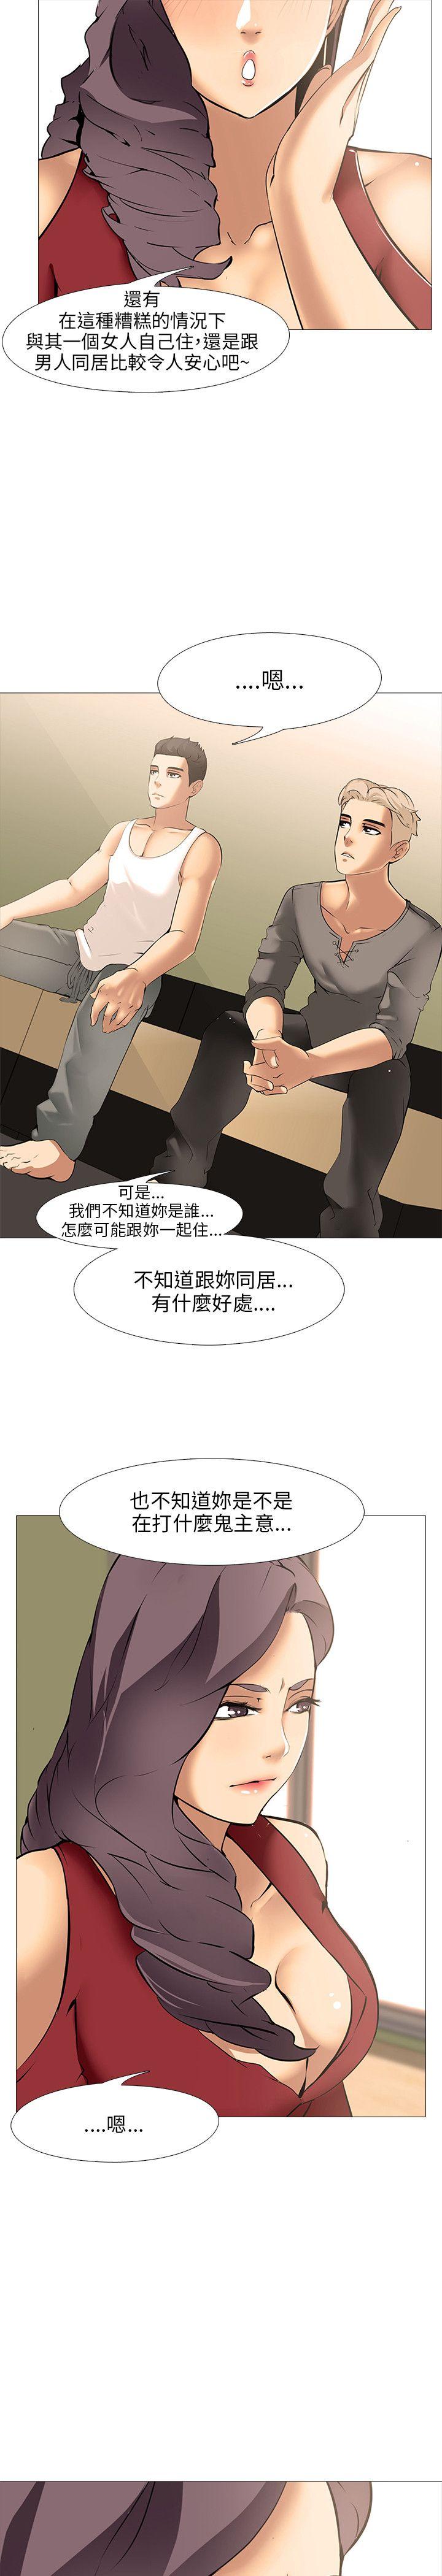 還有
在這種糟糕的情況下
與其一個女人自己住，還是跟
男人同居比較令人安心吧~
....嗯...
可是...
我們不知道妳是誰...
怎麼可能跟妳一起住...
不知道跟妳同居...
有什麼好處....
也不知道妳是不是
在打什麼鬼主意...
....嗯...